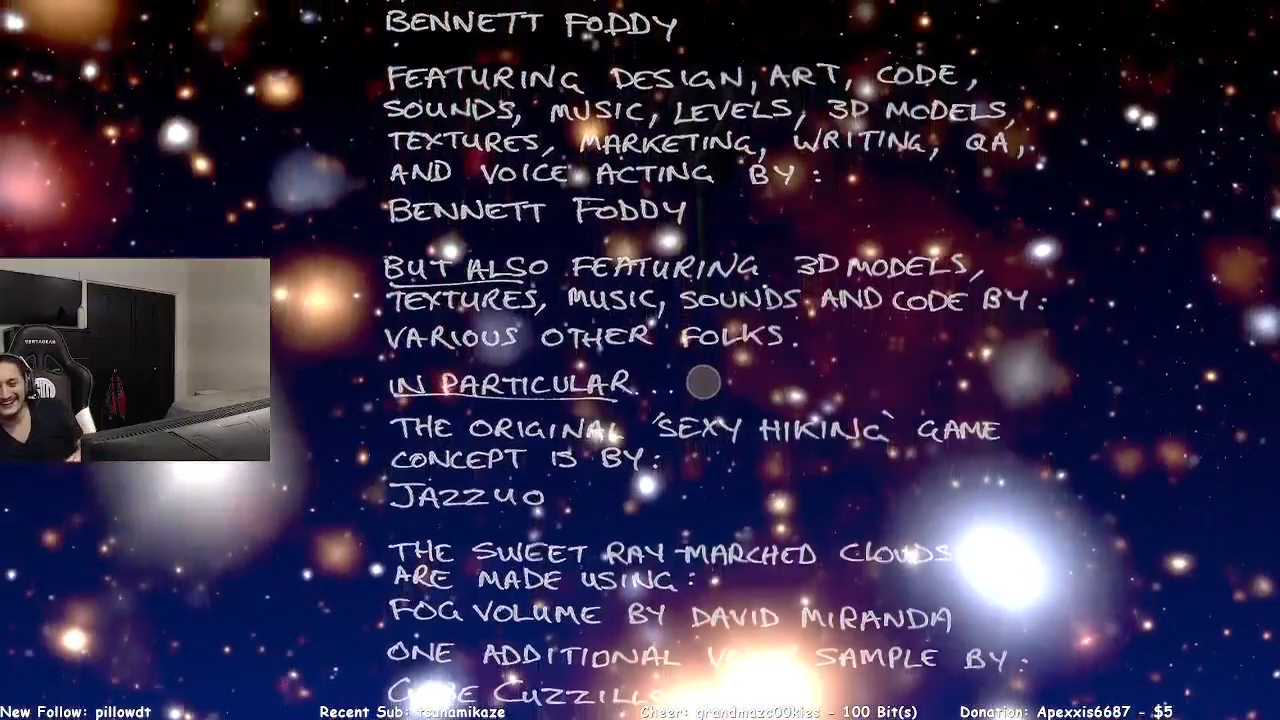 BENNETT FODDY
FEATURING DESIGN, ART, CODE,
SOUNDS, MUSIC, LEVELS, 3D MODELS,
TEXTURES, MARKETING, WRITING, QA,
AND VOICE ACTING BY:
BENNETT FODDY
BUT ALSO FEATURING 3D MODELS,
TEXTURES, MUSIC, SOUNDS AND CODE BY:
VARIOUS OTHER FOLKS.
IN PARTICULAR...
THE ORIGINAL 'SEXY HIKING' GAME
CONCEPT IS BY:
JAZZUO
THE SWEET RAY-MARCHED CLOUDS
ARE MADE USING:
FOG VOLUME BY DAVID MIRANDA
ONE ADDITIONAL SAMPLE BY:
VERTAGEAR
New Follow: pillowdt Recent Sub: tsunamikaze Cheer: grandmazc00kies - 100 Bit(s) Donation: Apexxis6687 - $5